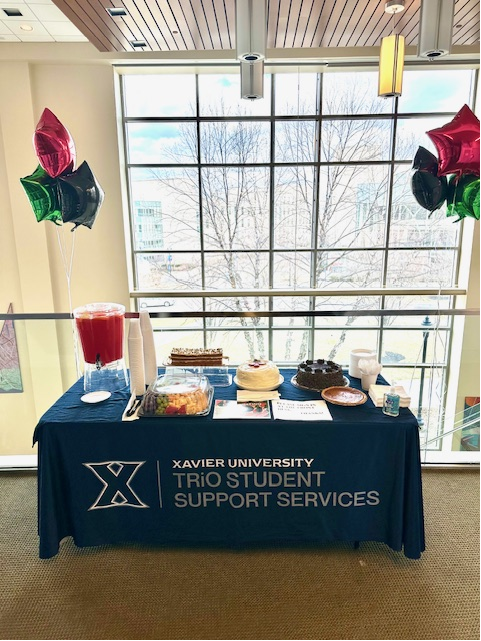 XAVIER UNIVERSITY
TRiO STUDENT
SUPPORT SERVICES